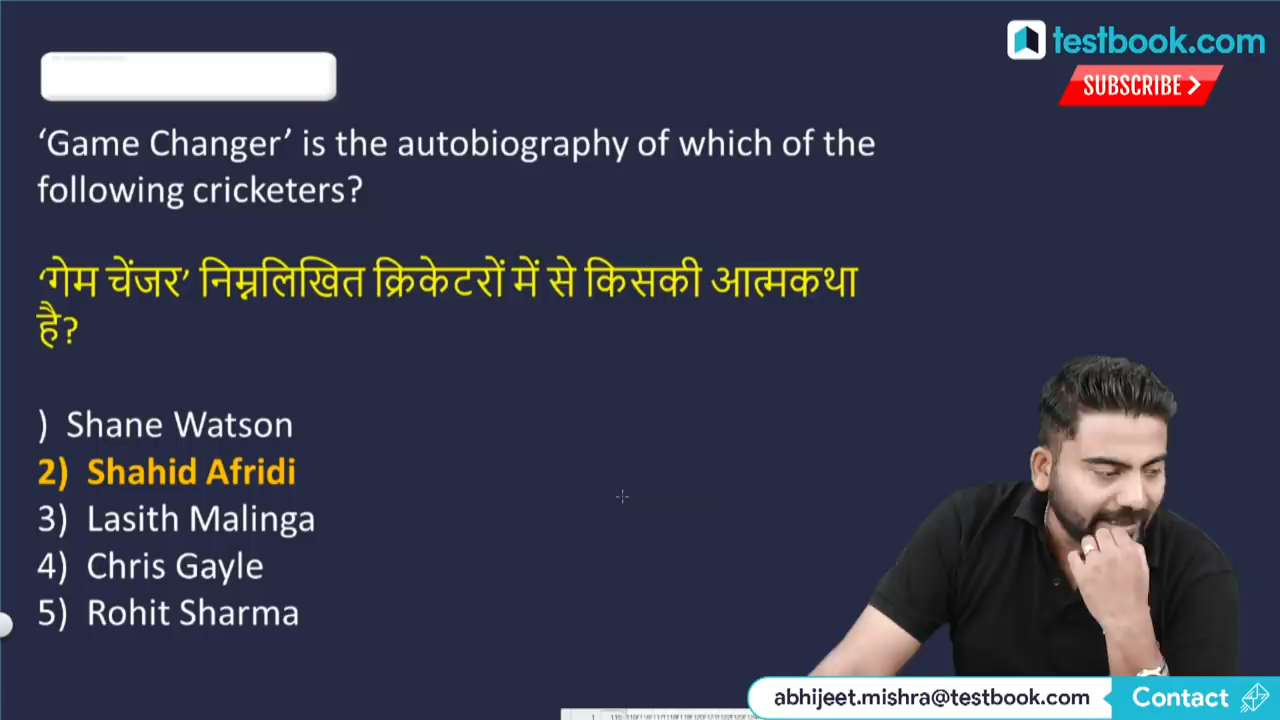 testbook.com
SUBSCRIBE
‘Game Changer’ is the autobiography of which of the
following cricketers?
‘गेम चेंजर’ निम्नलिखित क्रिकेटरों में से किसकी आत्मकथा
है?
) Shane Watson
2) Shahid Afridi
3) Lasith Malinga
4) Chris Gayle
5) Rohit Sharma
abhijeet.mishra@testbook.com
Contact